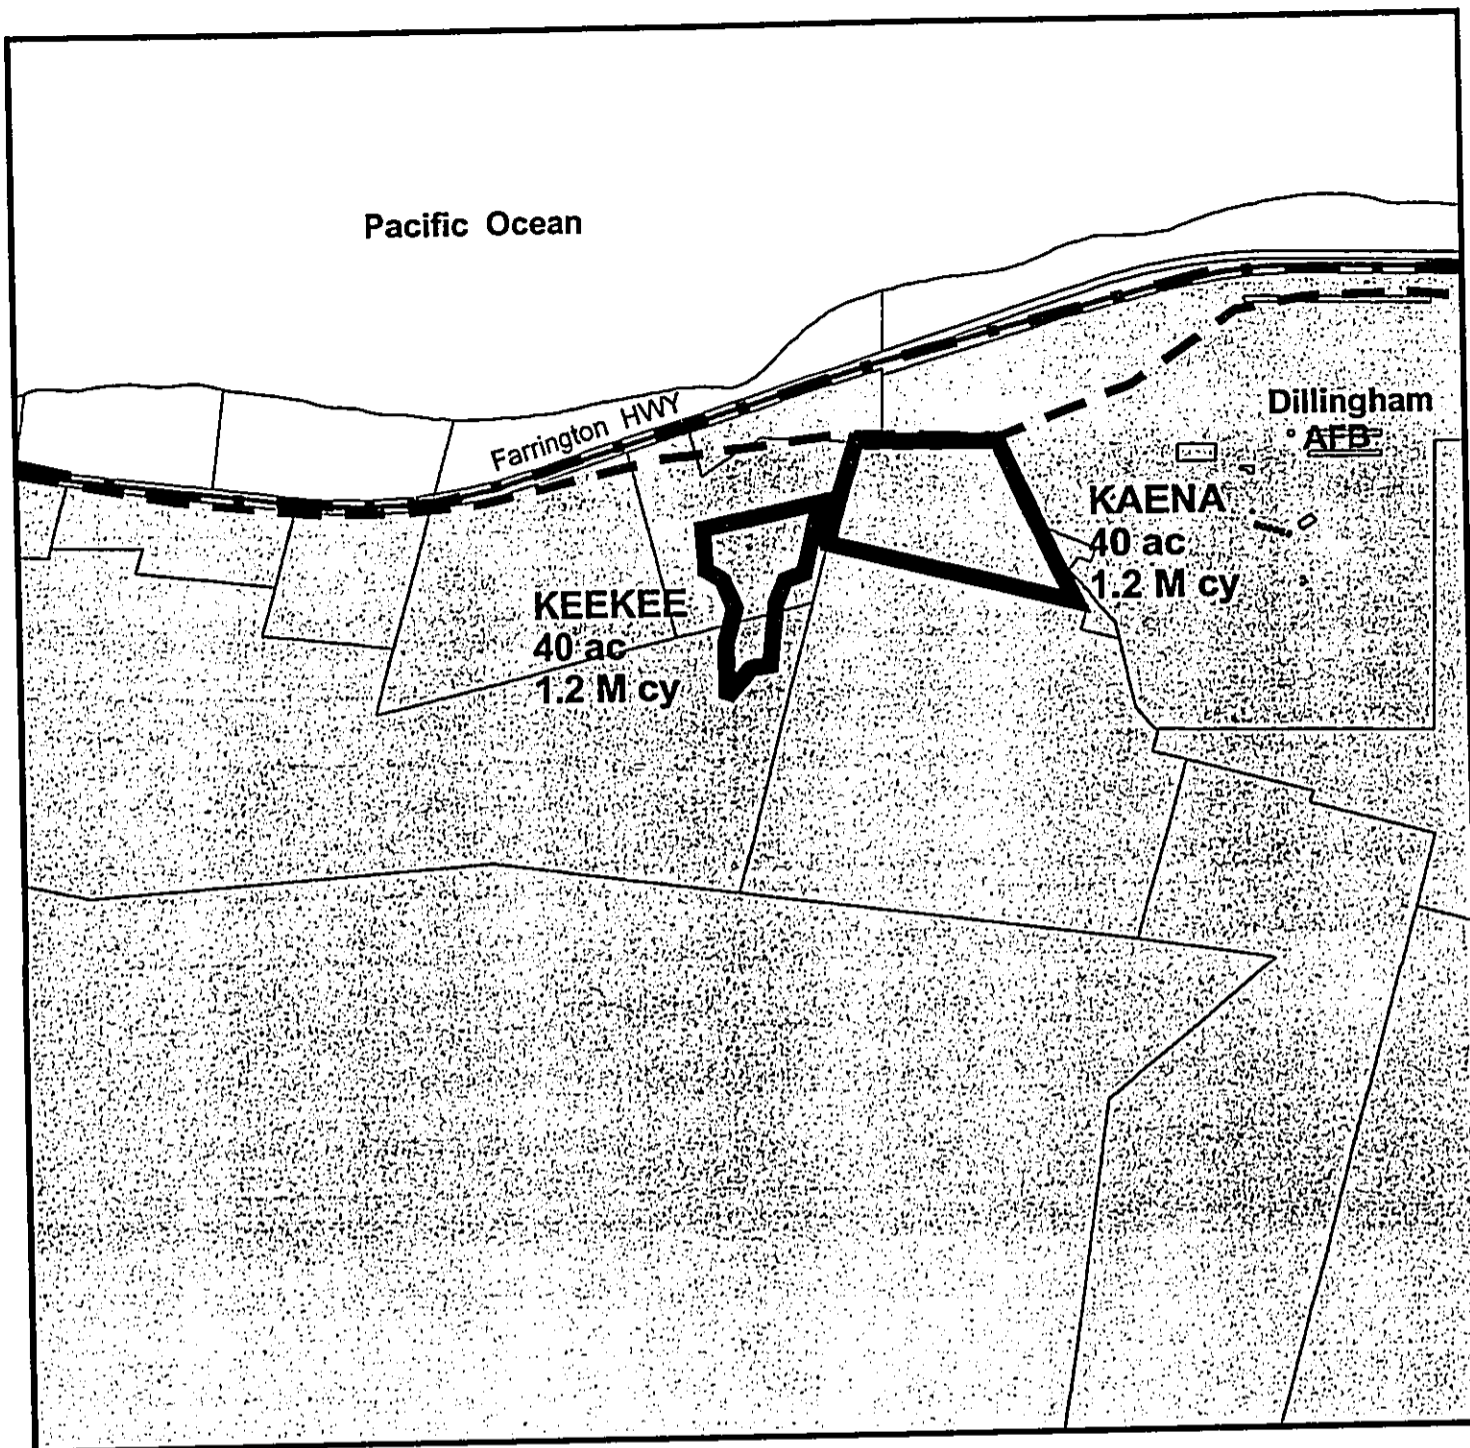 Pacific Ocean
Farrington HWY
Dillingham
AFB
KAENA
40 ac
1.2 M cy
KEEKEE
40 ac
1.2 M cy